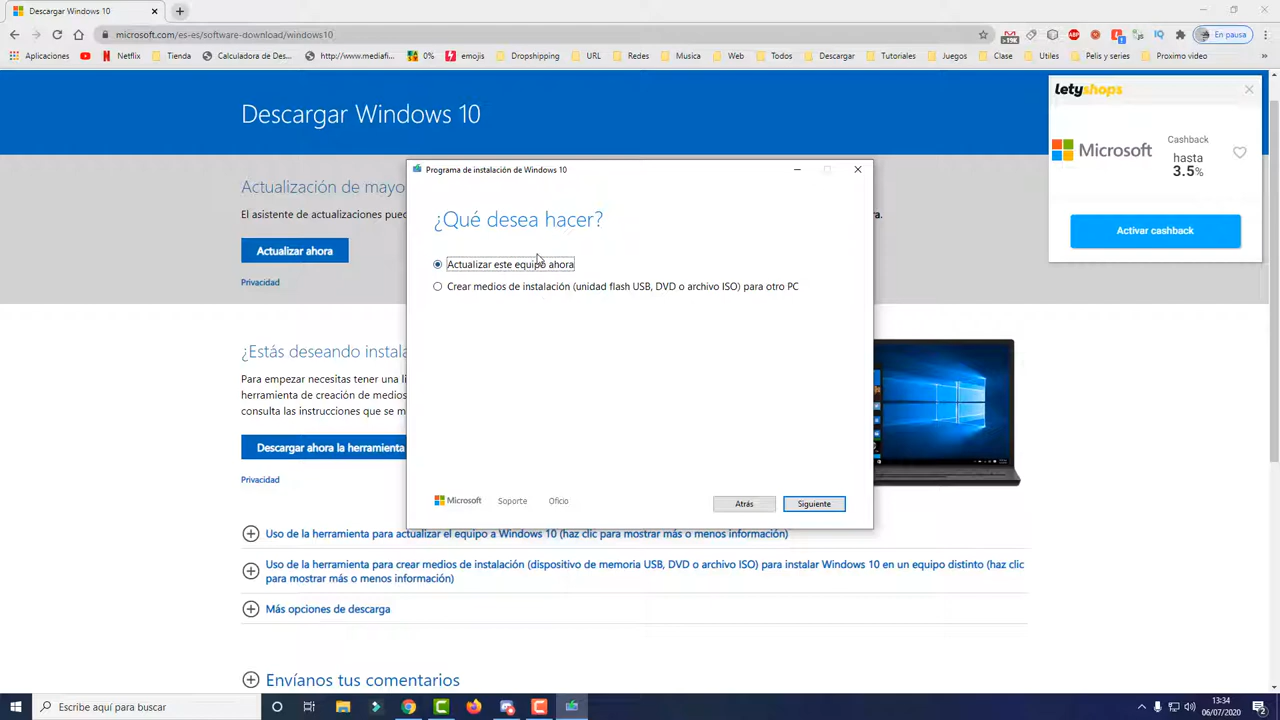 Descargar Windows 10
microsoft.com/es-es/software-download/windows10
En pausa
Aplicaciones
Netflix
Tienda
Calculadora de Des...
http://www.mediafi...
0%
emojis
Dropshipping
URL
Redes
Musica
Web
Todos
Descargar
Tutoriales
Juegos
Clase
Utiles
Pelis y series
Proximo video
Descargar Windows 10
letyshops
Microsoft
Cashback
hasta
3.5%
Activar cashback
Actualización de mayo
El asistente de actualizaciones pued
Actualizar ahora
Privacidad
Programa de instalación de Windows 10
¿Qué desea hacer?
Actualizar este equipo ahora
Crear medios de instalación (unidad flash USB, DVD o archivo ISO) para otro PC
Microsoft
Soporte
Oficio
Atrás
Siguiente
¿Estás deseando instala
Para empezar necesitas tener una li
herramienta de creación de medios
consulta las instrucciones que se m
Descargar ahora la herramienta
Privacidad
Uso de la herramienta para actualizar el equipo a Windows 10 (haz clic para mostrar más o menos información)
Uso de la herramienta para crear medios de instalación (dispositivo de memoria USB, DVD o archivo ISO) para instalar Windows 10 en un equipo distinto (haz clic
para mostrar más o menos información)
Más opciones de descarga
Envíanos tus comentarios
Escribe aquí para buscar
13:34
06/07/2020